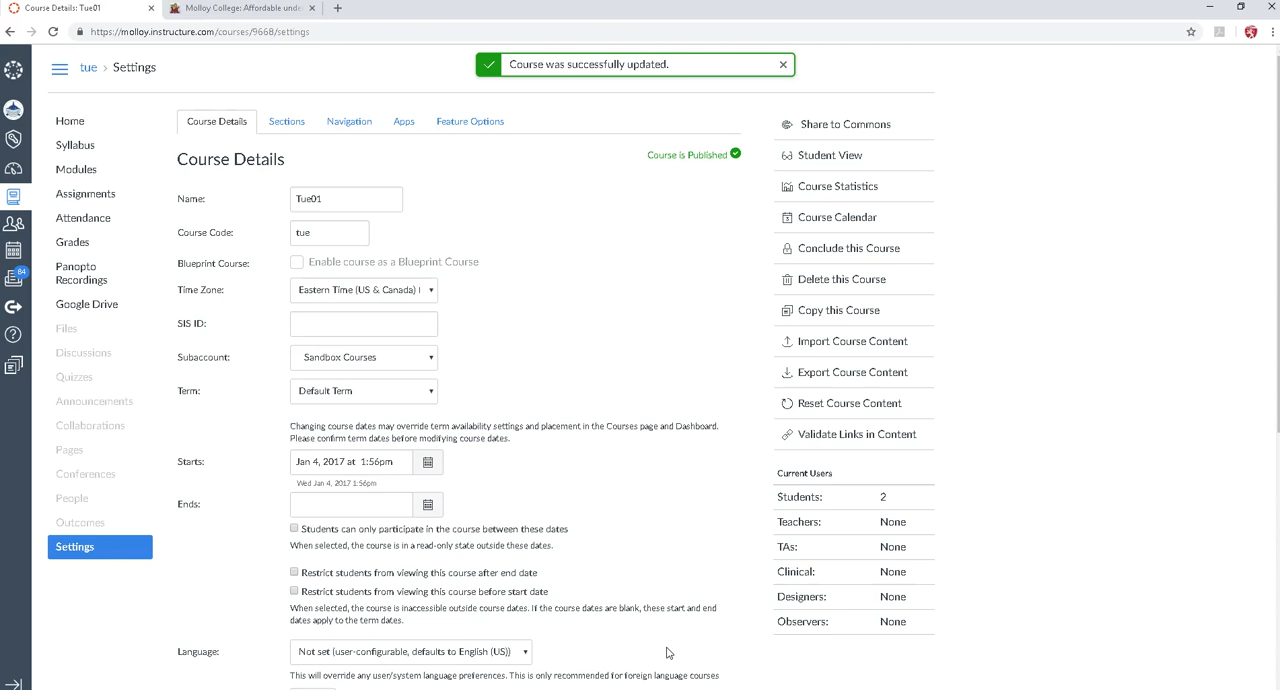 Course Details: Tue01
Molloy College: Affordable unde
https://molloy.instructure.com/courses/9668/settings
tue › Settings
Course was successfully updated.
Home
Syllabus
Modules
Assignments
Attendance
Grades
Panopto
Recordings
Google Drive
Files
Discussions
Quizzes
Announcements
Collaborations
Pages
Conferences
People
Outcomes
Settings
84
Course Details
Sections
Navigation
Apps
Feature Options
Course Details
Course is Published
Name:
Tue01
Course Code:
tue
Blueprint Course:
Enable course as a Blueprint Course
Time Zone:
Eastern Time (US & Canada) (
SIS ID:
Subaccount:
Sandbox Courses
Term:
Default Term
Changing course dates may override term availability settings and placement in the Courses page and Dashboard.
Please confirm term dates before modifying course dates.
Starts:
Jan 4, 2017 at 1:56pm
Wed Jan 4, 2017 1:56pm
Ends:
Students can only participate in the course between these dates
When selected, the course is in a read-only state outside these dates.
Restrict students from viewing this course after end date
Restrict students from viewing this course before start date
When selected, the course is inaccessible outside course dates. If the course dates are blank, these start and end
dates apply to the term dates.
Language:
Not set (user-configurable, defaults to English (US))
This will override any user/system language preferences. This is only recommended for foreign language courses
Share to Commons
Student View
Course Statistics
Course Calendar
Conclude this Course
Delete this Course
Copy this Course
Import Course Content
Export Course Content
Reset Course Content
Validate Links in Content
Current Users
Students: 2
Teachers: None
TAs: None
Clinical: None
Designers: None
Observers: None